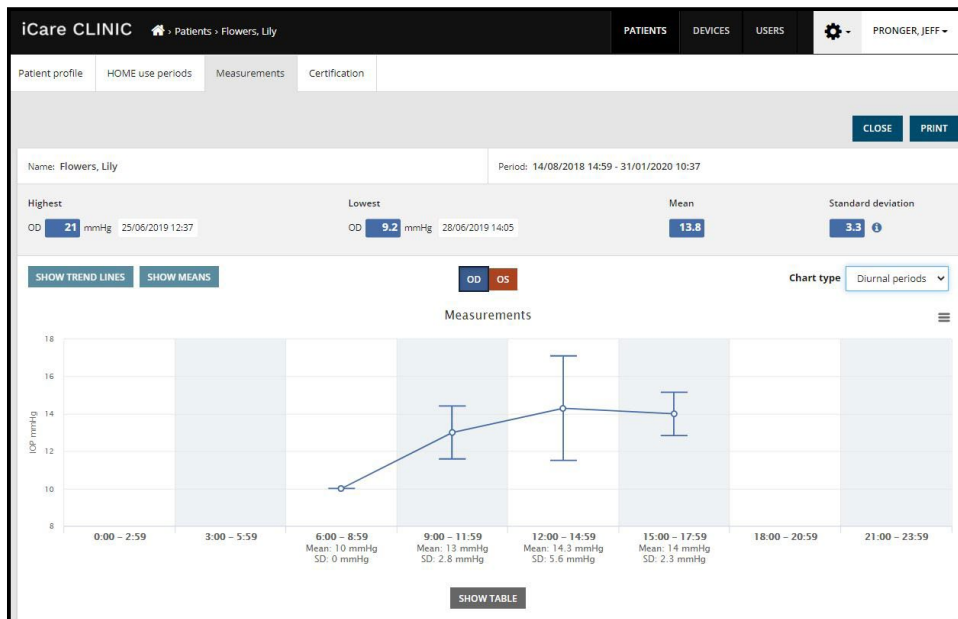 iCare CLINIC › Patients › Flowers, Lily PATIENTS DEVICES USERS PRONGER, JEFF
Patient profile HOME use periods Measurements Certification
CLOSE PRINT
Name: Flowers, Lily Period: 14/08/2018 14:59 - 31/01/2020 10:37
Highest Lowest Mean Standard deviation
OD 21 mmHg 25/06/2019 12:37 OD 9.2 mmHg 28/06/2019 14:05 13.8 3.3 i
SHOW TREND LINES SHOW MEANS OD OS Chart type Diurnal periods
Measurements
18
16
14
12
10
8
IOP mmHg
0:00 – 2:59 3:00 – 5:59 6:00 – 8:59 9:00 – 11:59 12:00 – 14:59 15:00 – 17:59 18:00 – 20:59 21:00 – 23:59
Mean: 10 mmHg Mean: 13 mmHg Mean: 14.3 mmHg Mean: 14 mmHg
SD: 0 mmHg SD: 2.8 mmHg SD: 5.6 mmHg SD: 2.3 mmHg
SHOW TABLE